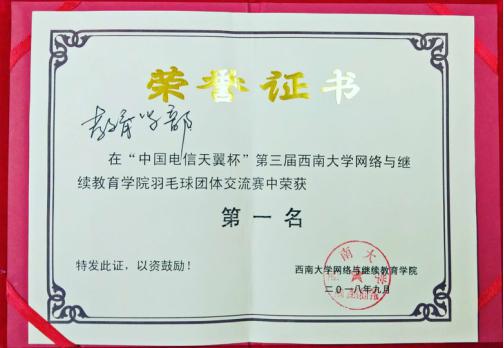 荣誉证书
教育学部
在“中国电信天翼杯”第三届西南大学网络与继
续教育学院羽毛球团体交流赛中荣获
第一名
特发此证，以资鼓励！
西南大学网络与继续教育学院
二〇一八年九月